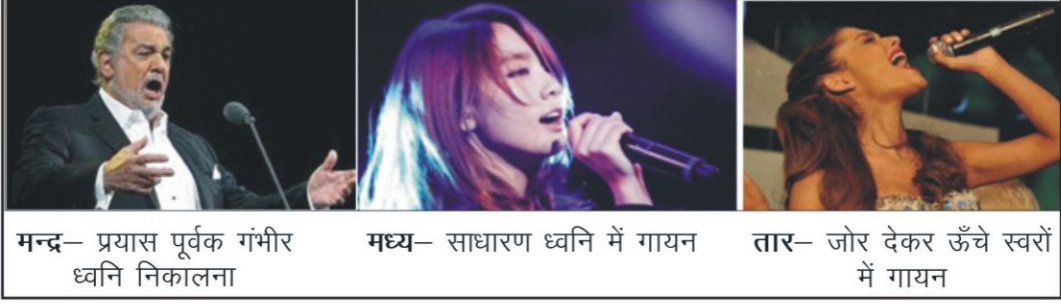 मन्द्र– प्रयास पूर्वक गंभीर
ध्वनि निकालना
मध्य– साधारण ध्वनि में गायन
तार– जोर देकर ऊँचे स्वरों
में गायन